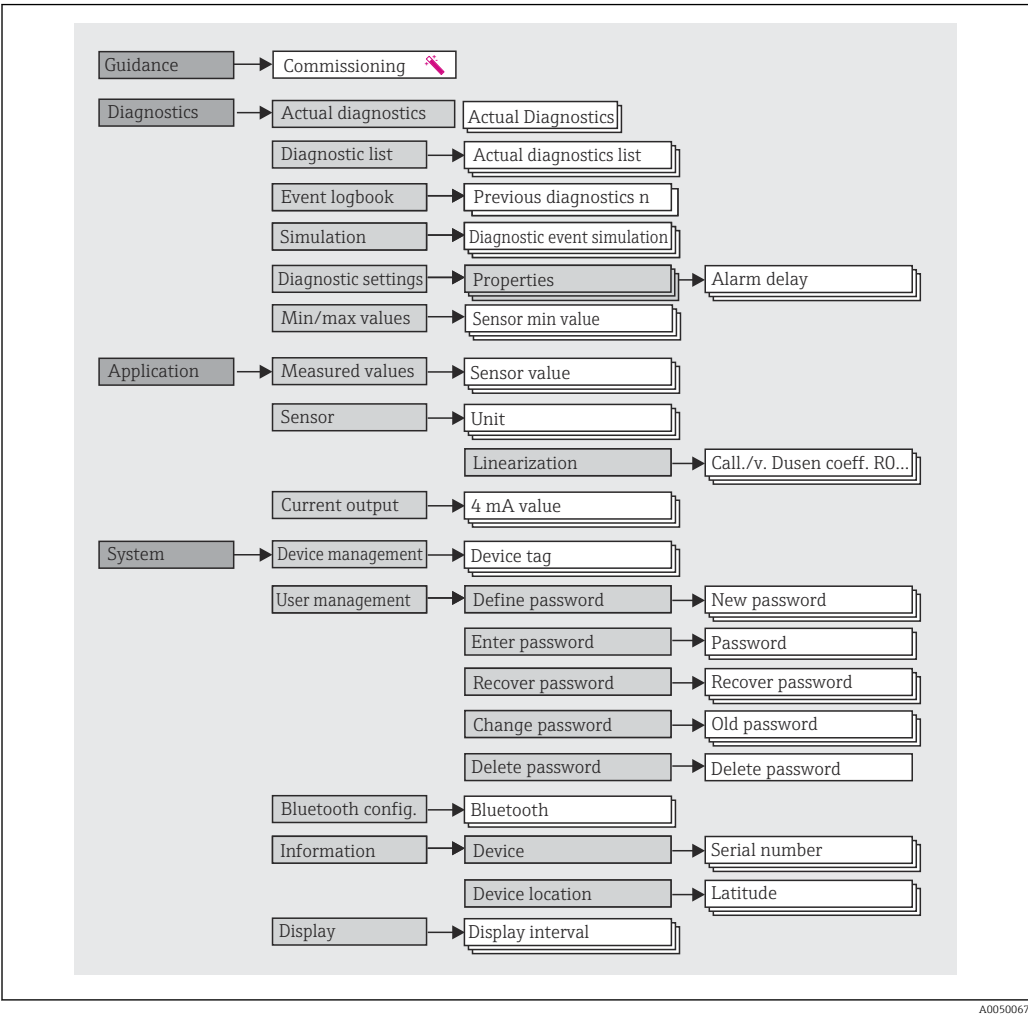 Guidance
Commissioning
Diagnostics
Actual diagnostics
Actual Diagnostics
Diagnostic list
Actual diagnostics list
Event logbook
Previous diagnostics n
Simulation
Diagnostic event simulation
Diagnostic settings
Properties
Alarm delay
Min/max values
Sensor min value
Application
Measured values
Sensor value
Sensor
Unit
Linearization
Call./v. Dusen coeff. R0...
Current output
4 mA value
System
Device management
Device tag
User management
Define password
New password
Enter password
Password
Recover password
Recover password
Change password
Old password
Delete password
Delete password
Bluetooth config.
Bluetooth
Information
Device
Serial number
Device location
Latitude
Display
Display interval
A0050067